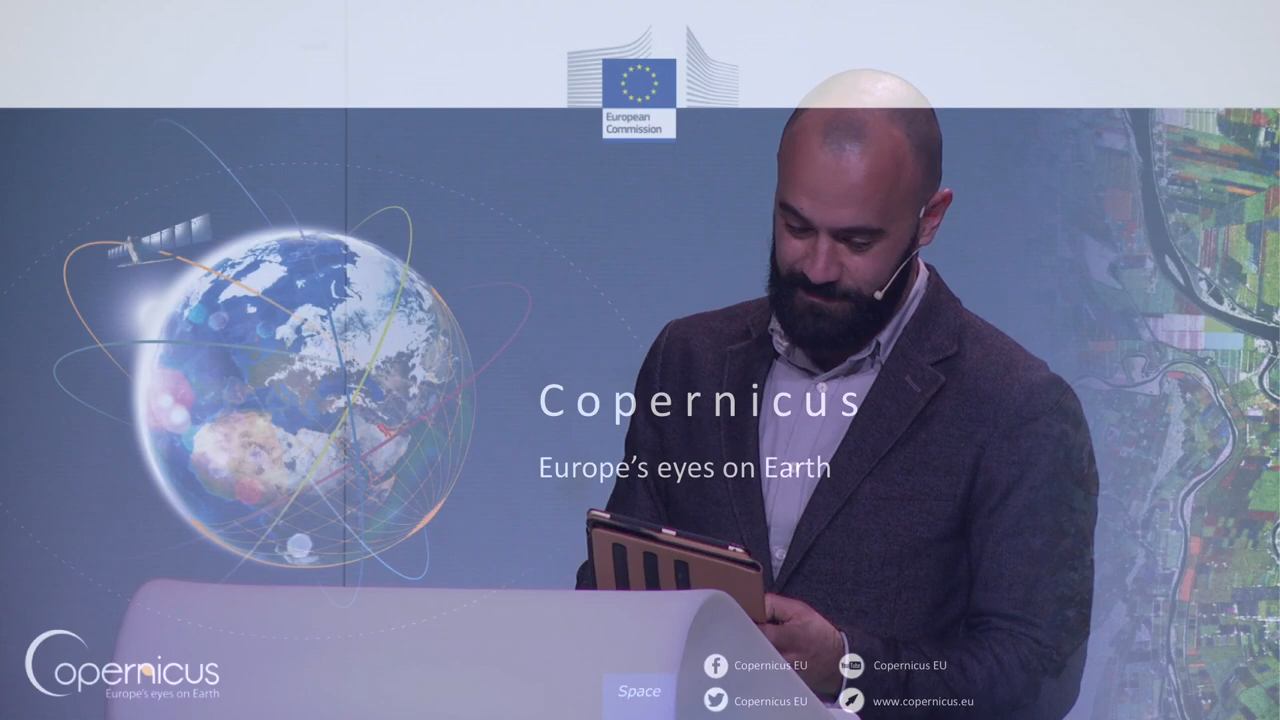 European
Commission
Copernicus
Europe's eyes on Earth
Copernicus
Europe's eyes on Earth
Space
Copernicus EU
YouTube
Copernicus EU
Copernicus EU
www.copernicus.eu